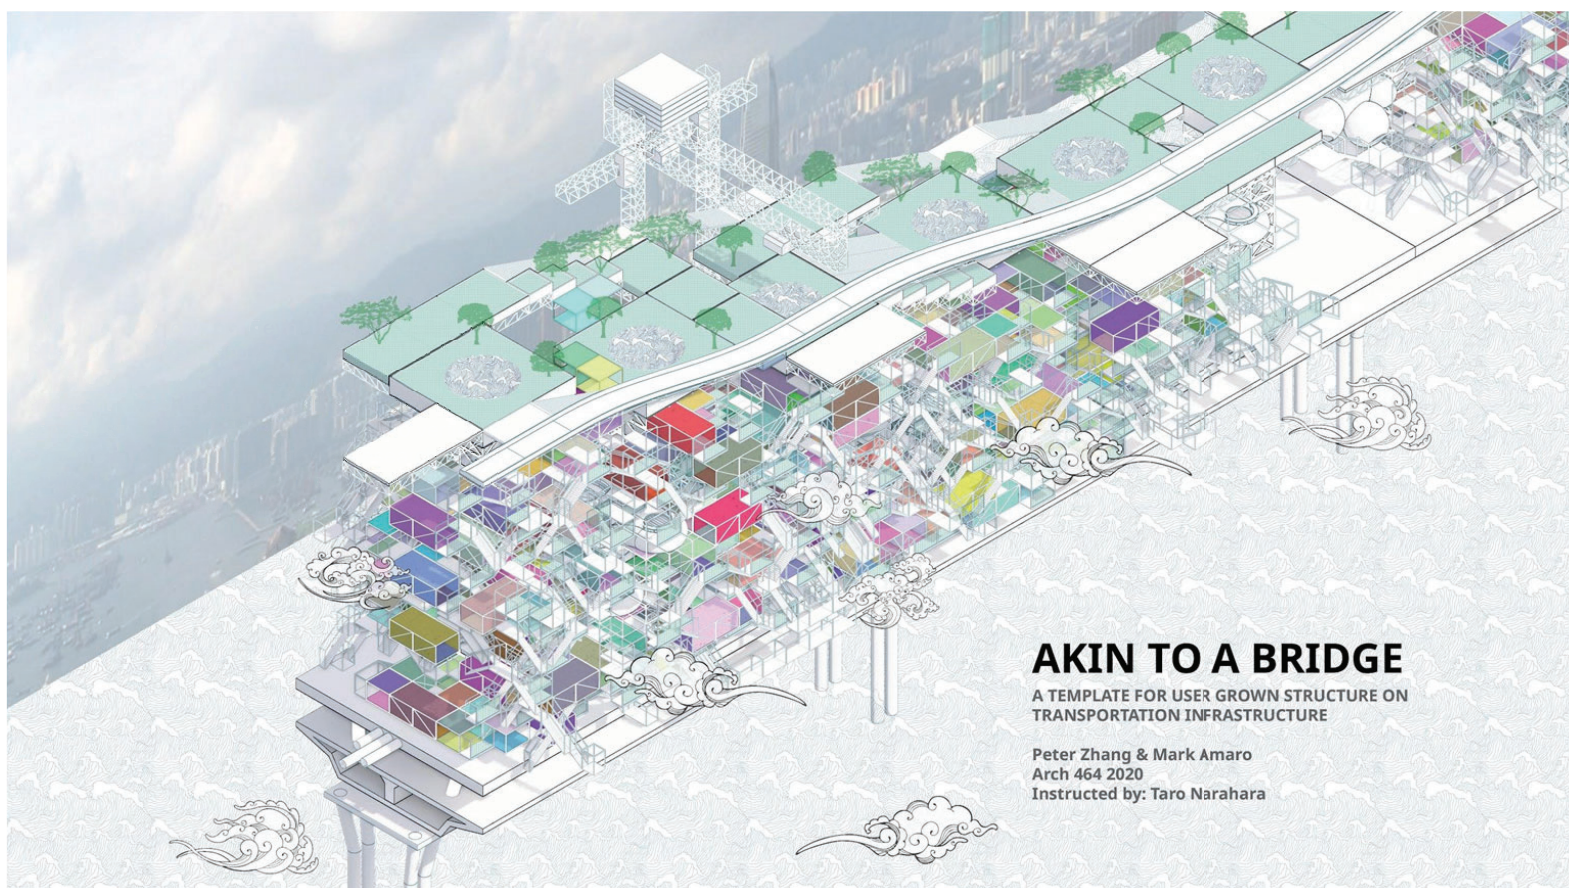 AKIN TO A BRIDGE
A TEMPLATE FOR USER GROWN STRUCTURE ON
TRANSPORTATION INFRASTRUCTURE
Peter Zhang & Mark Amaro
Arch 464 2020
Instructed by: Taro Narahara